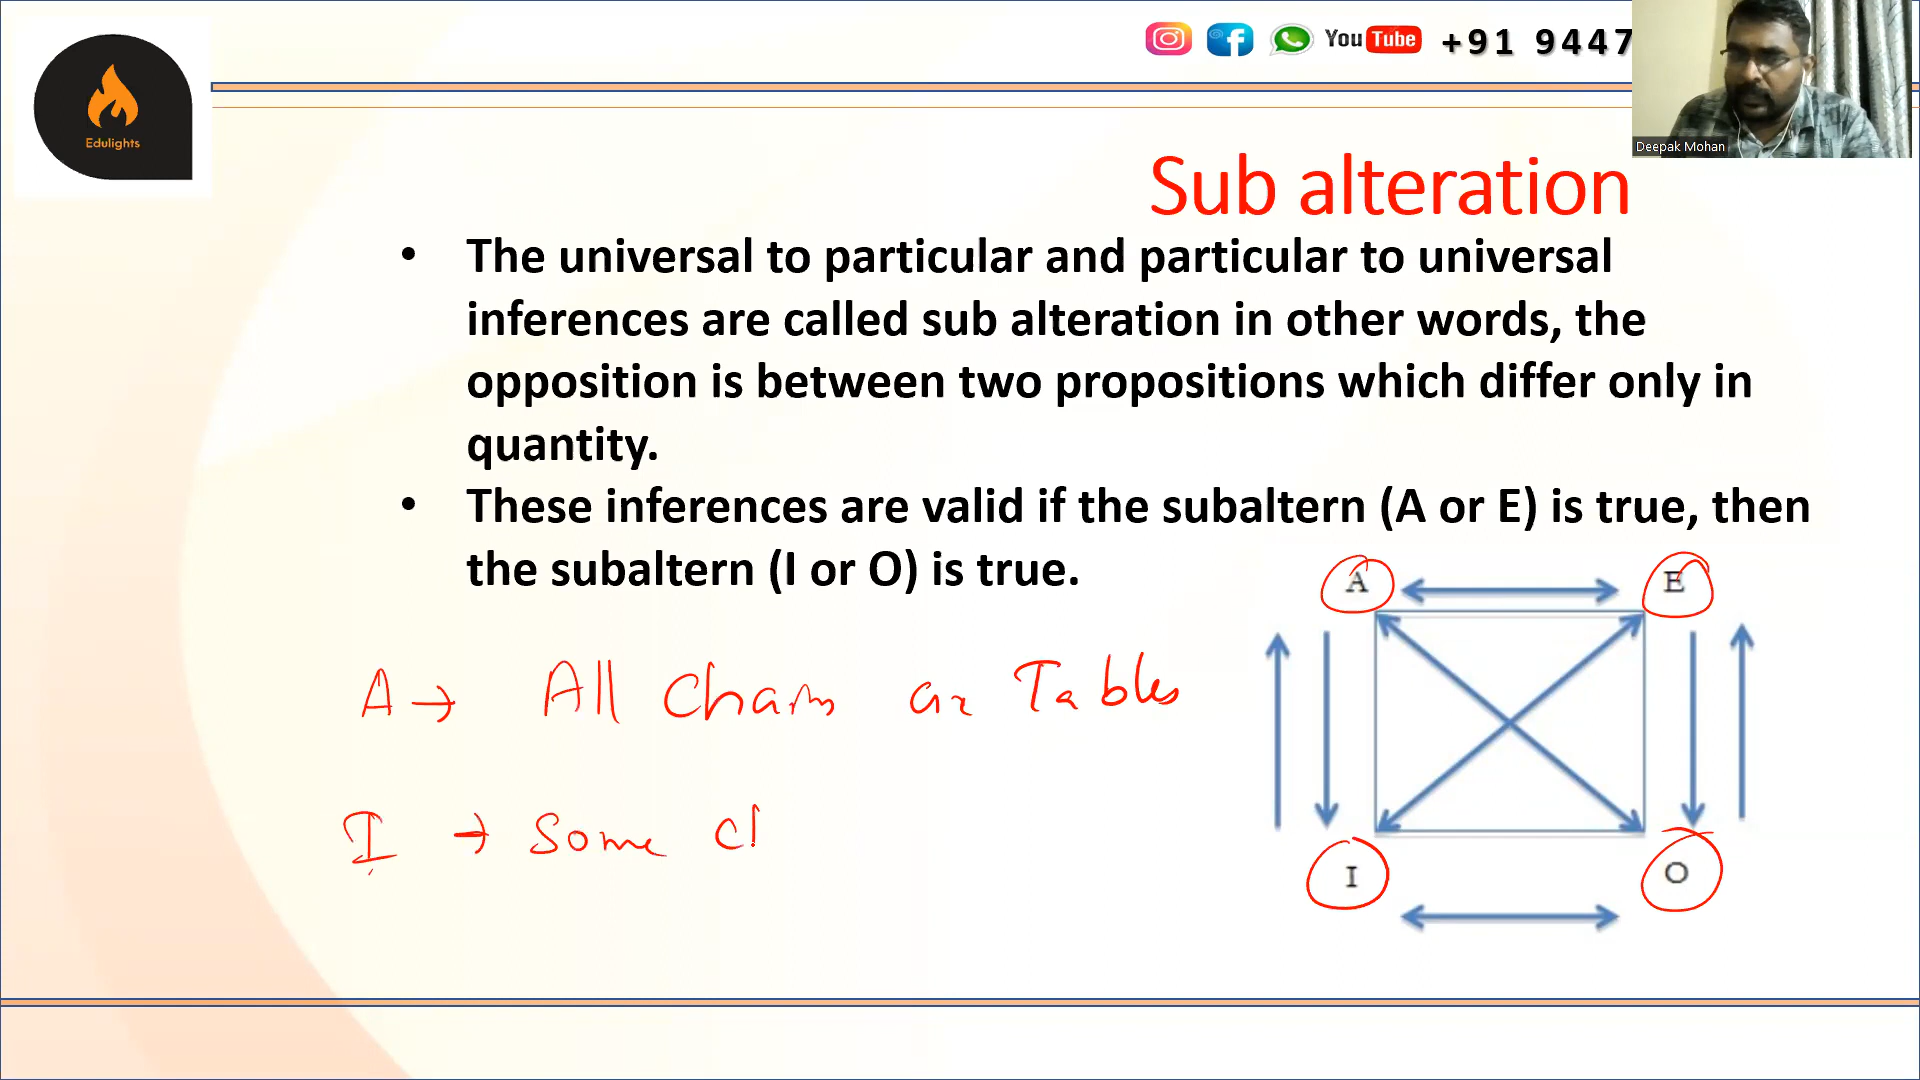 You Tube +91 9447
Edulights
Deepak Mohan
Sub alteration
• The universal to particular and particular to universal
inferences are called sub alteration in other words, the
opposition is between two propositions which differ only in
quantity.
• These inferences are valid if the subaltern (A or E) is true, then
the subaltern (I or O) is true.
A E
A → All Chairs are Tables
I → Some Ch
I O